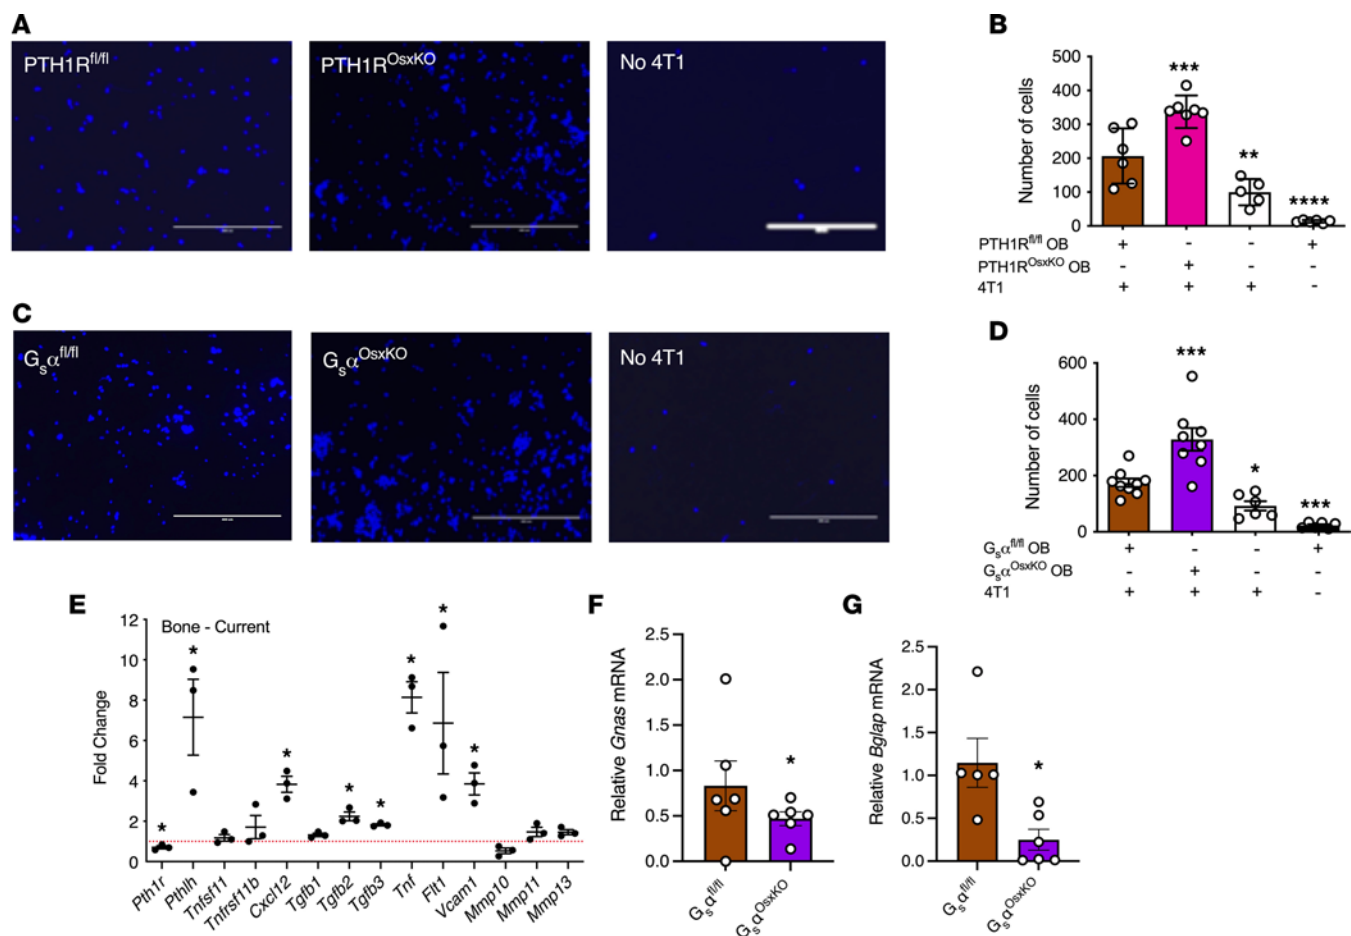 A
PTH1Rfl/fl
PTH1ROsxKO
No 4T1
B
Number of cells
500
400
300
200
100
0
***
**
****
PTH1Rfl/fl OB + - - +
PTH1ROsxKO OB - + - -
4T1 + + + -
C
Gsαfl/fl
GsαOsxKO
No 4T1
D
Number of cells
600
400
200
0
***
*
***
Gsαfl/fl OB + - - +
GsαOsxKO OB - + - -
4T1 + + + -
E
Bone - Current
Fold Change
12
10
8
6
4
2
0
* * * * * * * *
Pth1r
Pthlh
Tnfsf11
Tnfrsf11b
Cxcl12
Tgfb1
Tgfb2
Tgfb3
Tnf
Flt1
Vcam1
Mmp10
Mmp11
Mmp13
F
Relative Gnas mRNA
2.5
2.0
1.5
1.0
0.5
0.0
*
Gsαfl/fl
GsαOsxKO
G
Relative Bglap mRNA
2.5
2.0
1.5
1.0
0.5
0.0
*
Gsαfl/fl
GsαOsxKO